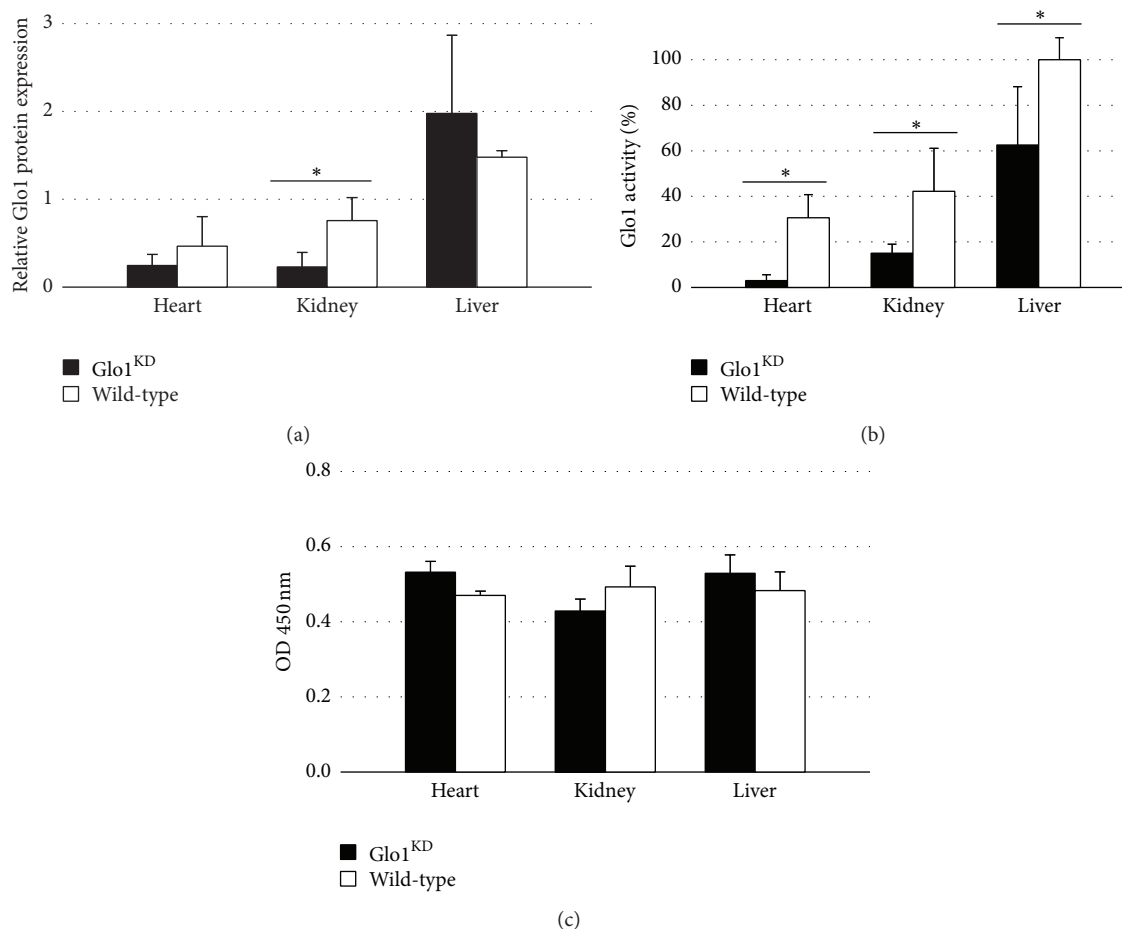 Relative Glo1 protein expression
3
2
1
0
*
Heart Kidney Liver
Glo1KD
Wild-type
(a)
Glo1 activity (%)
100
80
60
40
20
0
*
*
*
Heart Kidney Liver
Glo1KD
Wild-type
(b)
OD 450 nm
0.8
0.6
0.4
0.2
0.0
Heart Kidney Liver
Glo1KD
Wild-type
(c)